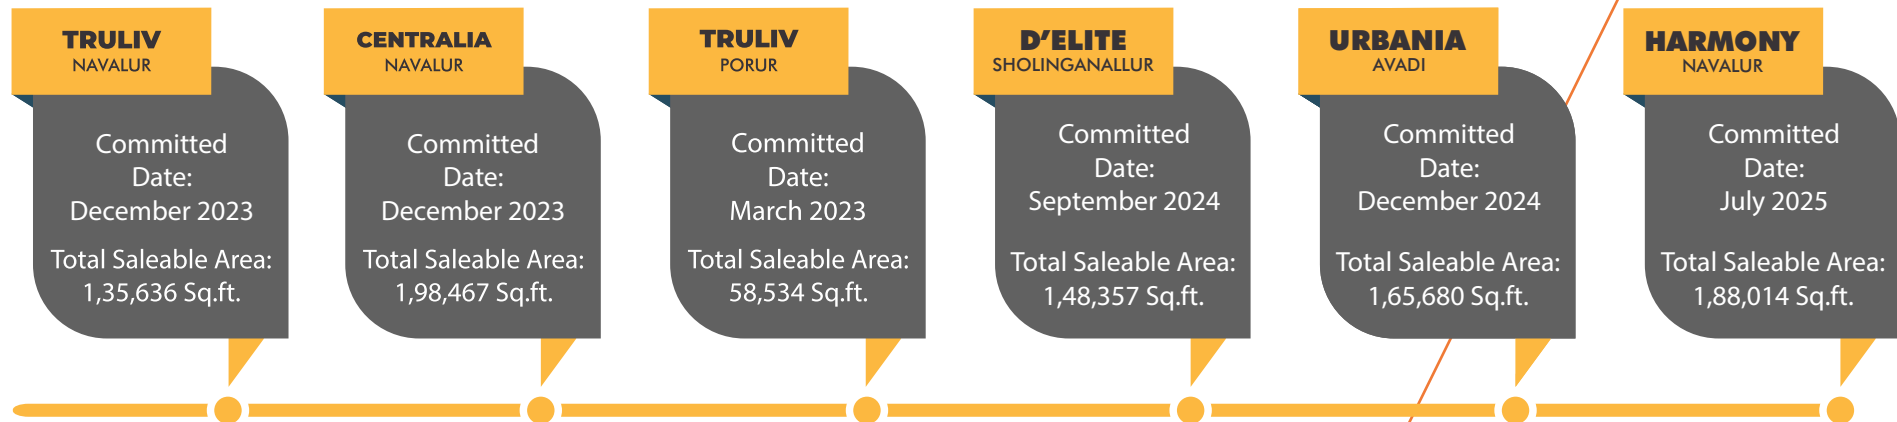 TRULIV
NAVALUR
Committed
Date:
December 2023
Total Saleable Area:
1,35,636 Sq.ft.
CENTRALIA
NAVALUR
Committed
Date:
December 2023
Total Saleable Area:
1,98,467 Sq.ft.
TRULIV
PORUR
Committed
Date:
March 2023
Total Saleable Area:
58,534 Sq.ft.
D’ELITE
SHOLINGANALLUR
Committed
Date:
September 2024
Total Saleable Area:
1,48,357 Sq.ft.
URBANIA
AVADI
Committed
Date:
December 2024
Total Saleable Area:
1,65,680 Sq.ft.
HARMONY
NAVALUR
Committed
Date:
July 2025
Total Saleable Area:
1,88,014 Sq.ft.